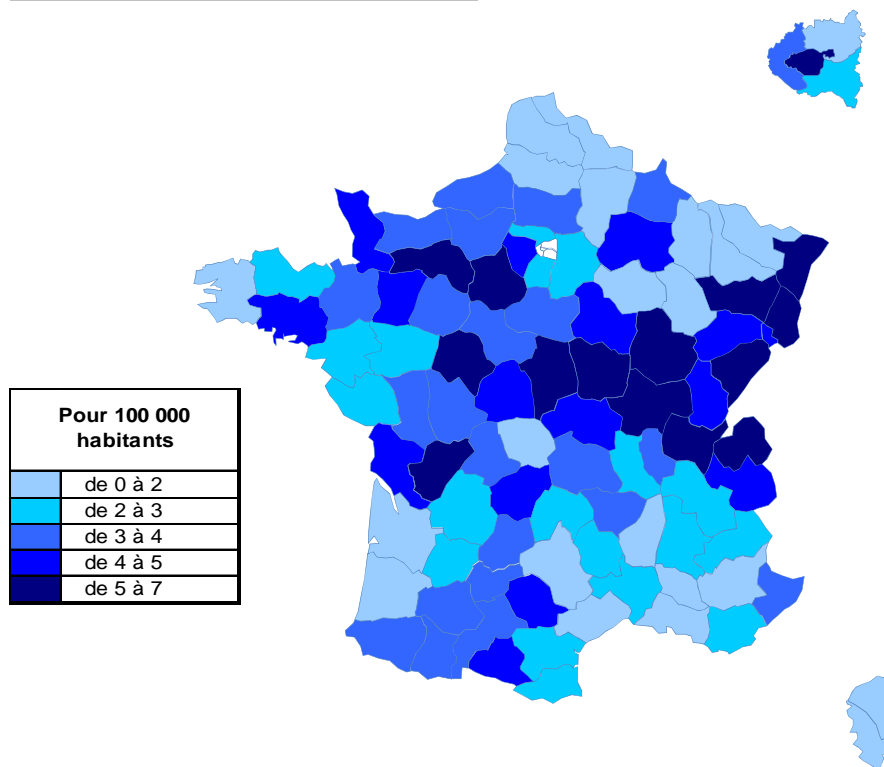 Pour 100 000
habitants
de 0 à 2
de 2 à 3
de 3 à 4
de 4 à 5
de 5 à 7